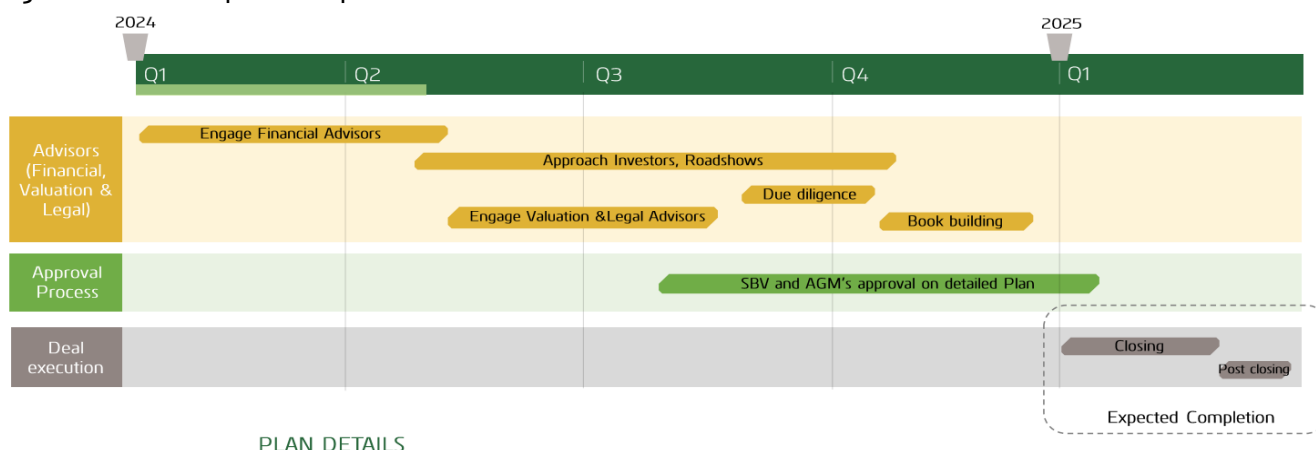 2024 2025
Q1 Q2 Q3 Q4 Q1
Advisors
(Financial,
Valuation &
Legal)
Engage Financial Advisors
Approach Investors, Roadshows
Due diligence
Engage Valuation &Legal Advisors
Book building
Approval
Process
SBV and AGM's approval on detailed Plan
Deal
execution
Closing
Post closing
Expected Completion
PLAN DETAILS